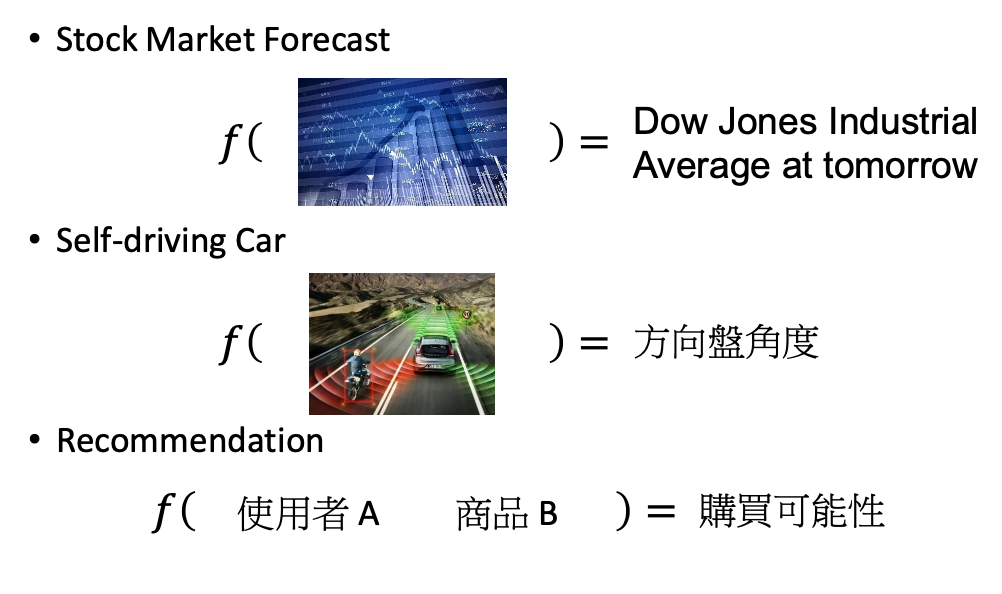 • Stock Market Forecast
f( ) = Dow Jones Industrial
Average at tomorrow
• Self-driving Car
f( ) = 方向盤角度
• Recommendation
f( 使用者 A 商品 B ) = 購買可能性